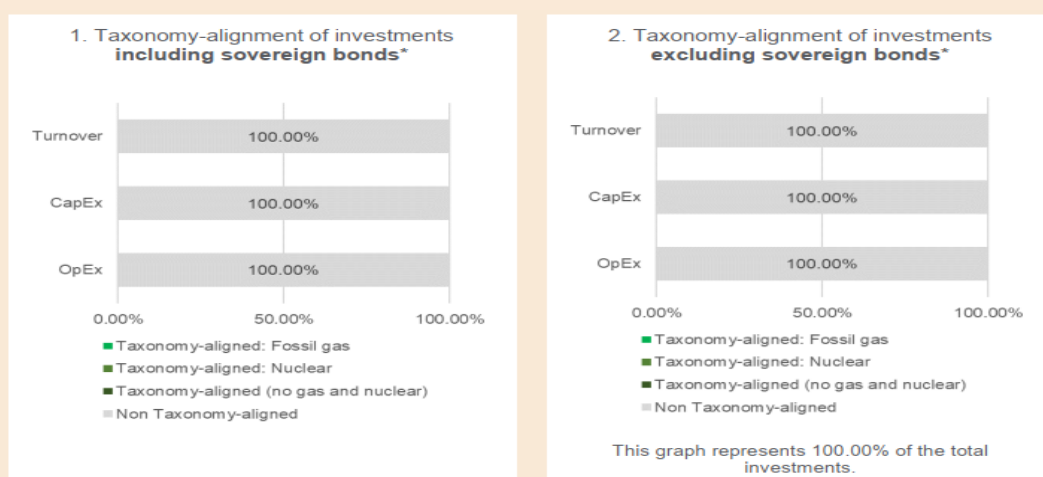 1. Taxonomy-alignment of investments
including sovereign bonds*
Turnover
100.00%
CapEx
100.00%
OpEx
100.00%
0.00%
50.00%
100.00%
Taxonomy-aligned: Fossil gas
Taxonomy-aligned: Nuclear
Taxonomy-aligned (no gas and nuclear)
Non Taxonomy-aligned
2. Taxonomy-alignment of investments
excluding sovereign bonds*
Turnover
100.00%
CapEx
100.00%
OpEx
100.00%
0.00%
50.00%
100.00%
Taxonomy-aligned: Fossil gas
Taxonomy-aligned: Nuclear
Taxonomy-aligned (no gas and nuclear)
Non Taxonomy-aligned
This graph represents 100.00% of the total
investments.